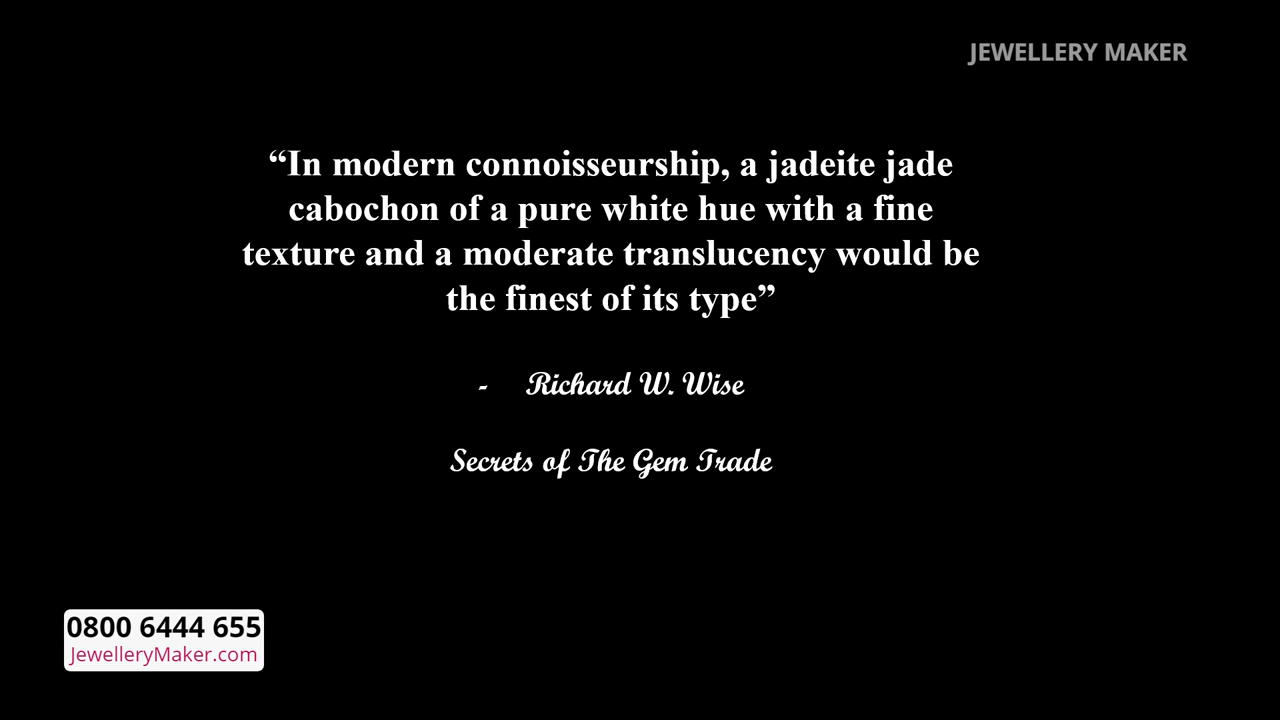 JEWELLERY MAKER
“In modern connoisseurship, a jadeite jade
cabochon of a pure white hue with a fine
texture and a moderate translucency would be
the finest of its type”
- Richard W. Wise
Secrets of The Gem Trade
0800 6444 655
JewelleryMaker.com